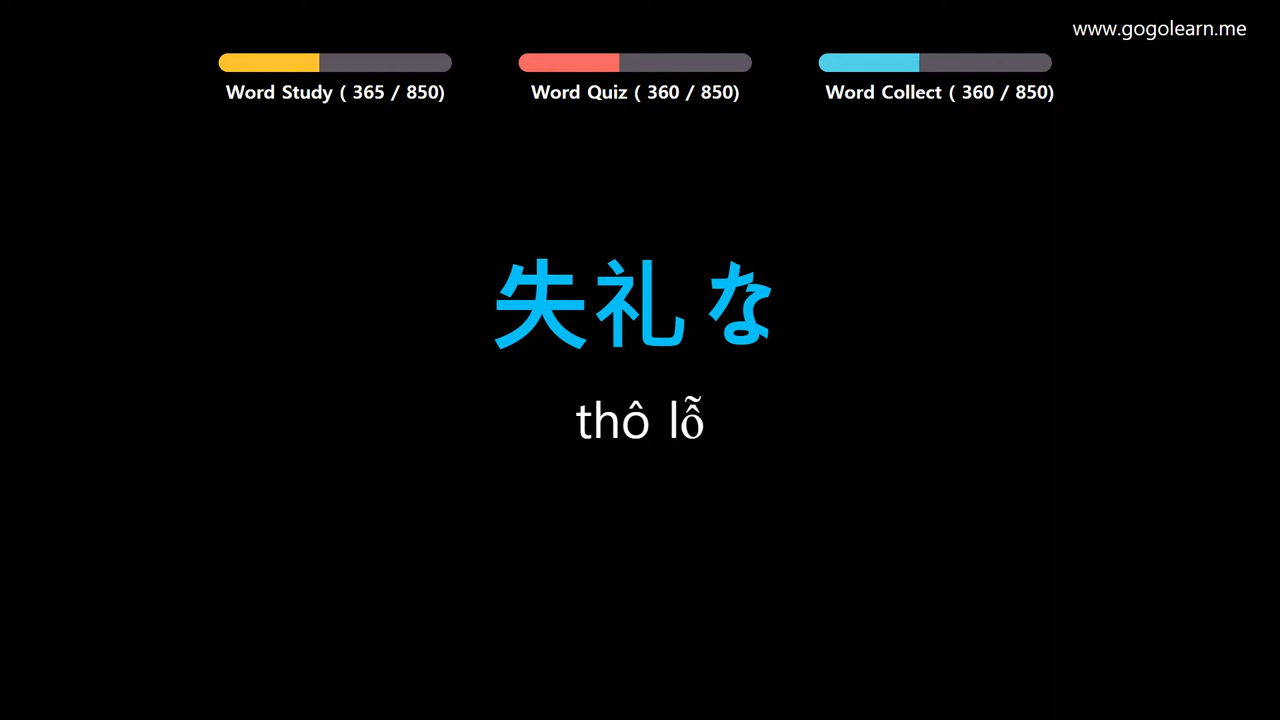 www.gogolearn.me
Word Study ( 365 / 850)
Word Quiz ( 360 / 850)
Word Collect ( 360 / 850)
失礼な
thô lỗ